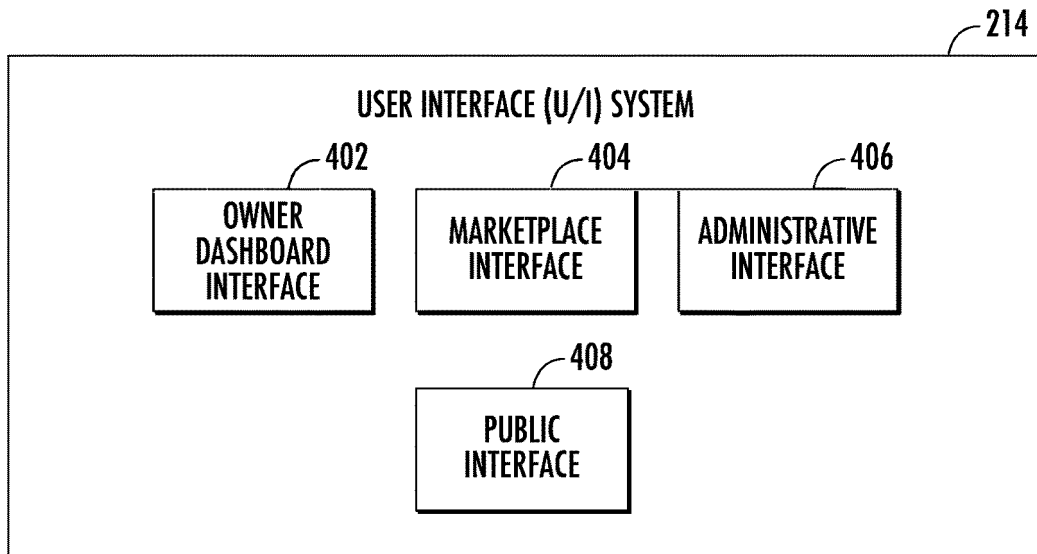 214
USER INTERFACE (U/I) SYSTEM
402
OWNER
DASHBOARD
INTERFACE
404
MARKETPLACE
INTERFACE
406
ADMINISTRATIVE
INTERFACE
408
PUBLIC
INTERFACE